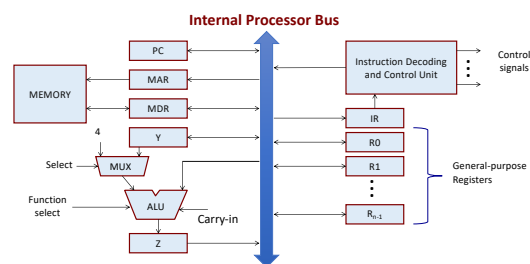 Internal Processor Bus
PC
MAR
MEMORY
MDR
4
Y
Select
MUX
Function
select
ALU
Carry-in
Z
Instruction Decoding
and Control Unit
Control
signals
IR
R0
R1
General-purpose
Registers
Rn-1